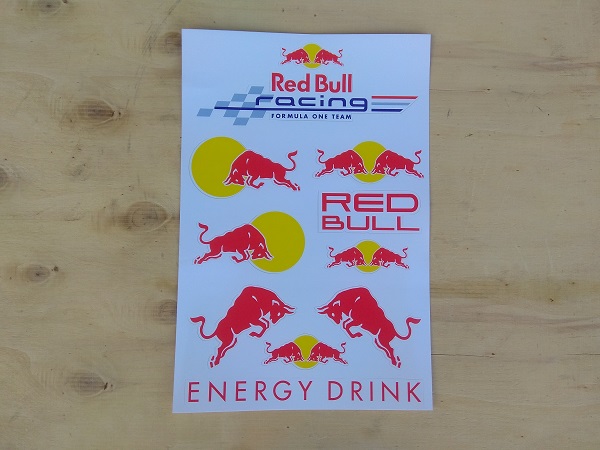 Red Bull
racing
FORMULA ONE TEAM
RED
BULL
ENERGY DRINK